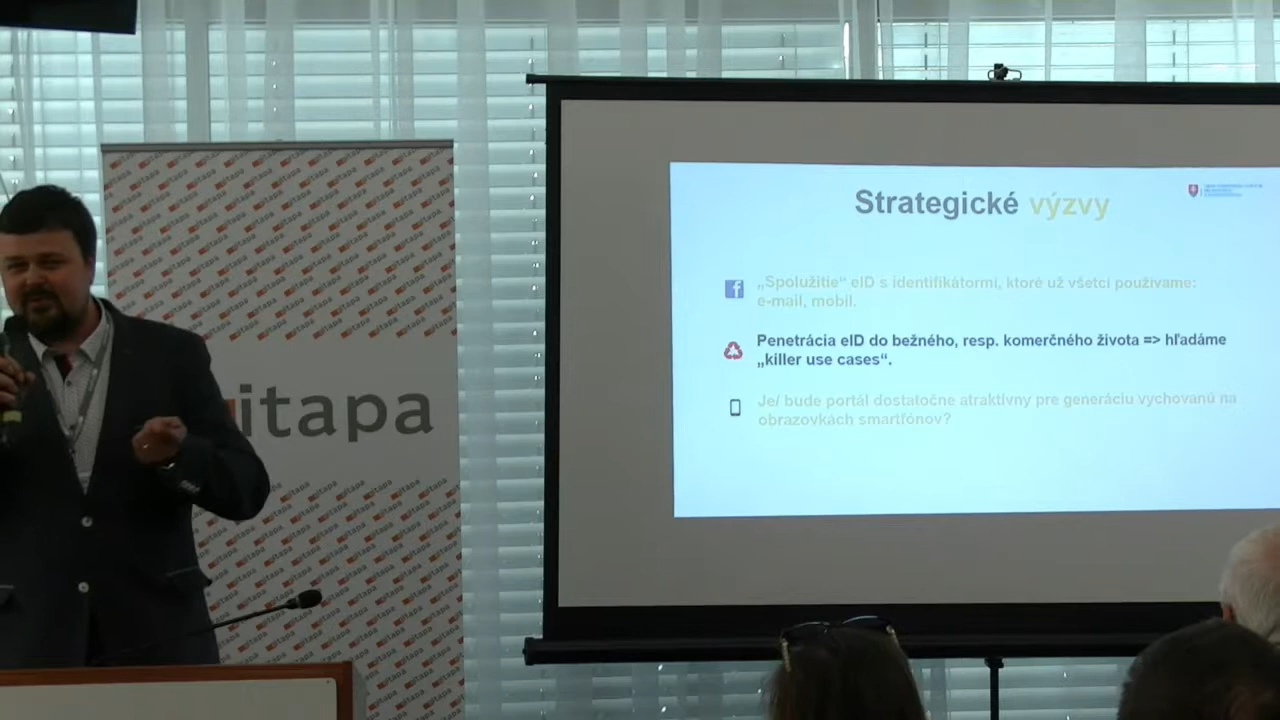 itapa
Strategické výzvy
„Spolužitie“ eID s identifikátormi, ktoré už všetci používame:
e-mail, mobil.
Penetrácia eID do bežného, resp. komerčného života => hľadáme
„killer use cases“.
bude portál dostatočne atraktívny pre generáciu vychovanú na
obrazovkách smartfónov?